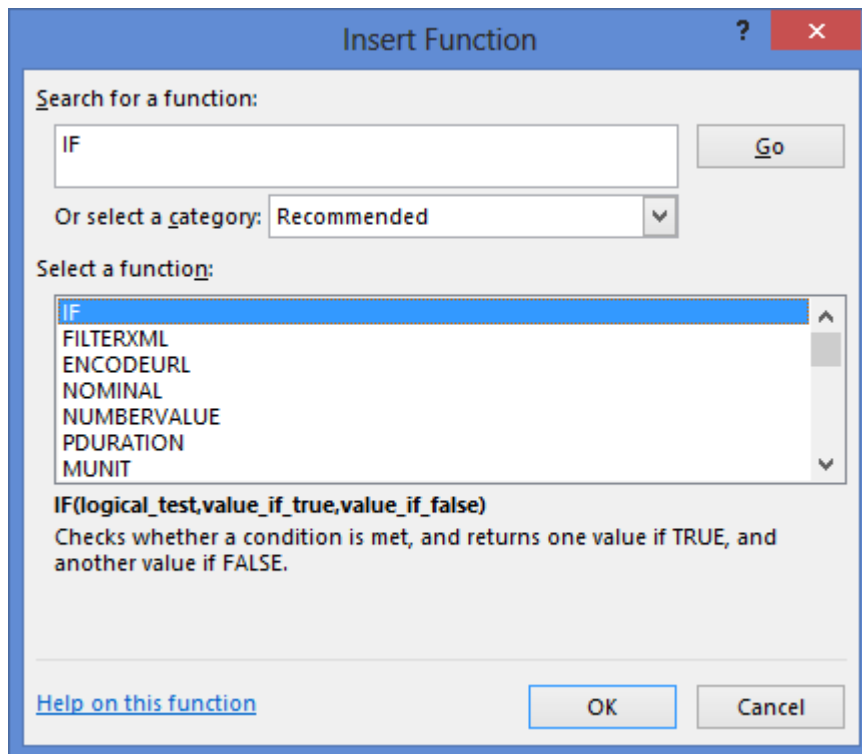 Insert Function
?
Search for a function:
IF
Go
Or select a category: Recommended
Select a function:
IF
FILTERXML
ENCODEURL
NOMINAL
NUMBERVALUE
PDURATION
MUNIT
IF(logical_test,value_if_true,value_if_false)
Checks whether a condition is met, and returns one value if TRUE, and
another value if FALSE.
Help on this function
OK
Cancel